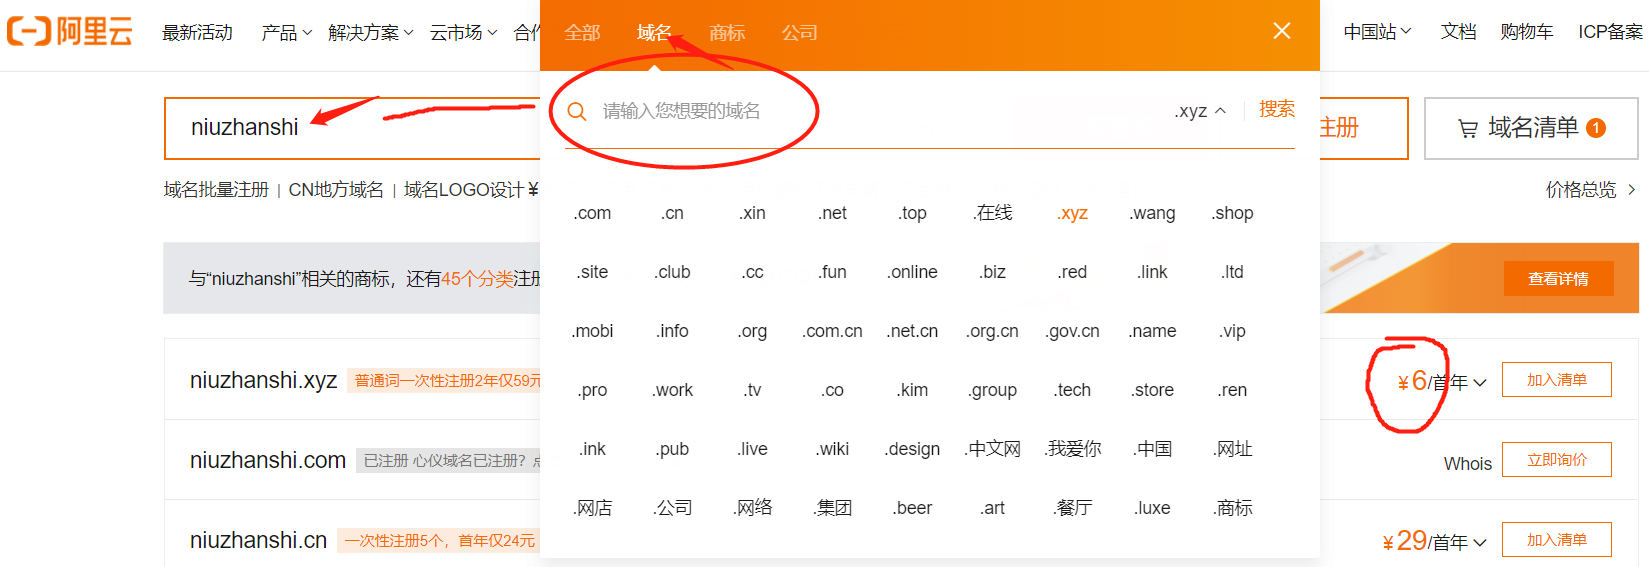 阿里云 最新活动 产品 解决方案 云市场 合 全部 域名 商标 公司 中国站 文档 购物车 ICP备案
niuzhanshi 请输入您想要的域名 .xyz 搜索 注册 域名清单 1
域名批量注册 | CN地方域名 | 域名LOGO设计 ¥ 价格总览
.com .cn .xin .net .top .在线 .xyz .wang .shop
.site .club .cc .fun .online .biz .red .link .ltd
与“niuzhanshi”相关的商标，还有45个分类注册 查看详情
.mobi .info .org .com.cn .net.cn .org.cn .gov.cn .name .vip
niuzhanshi.xyz 普通词一次性注册2年仅59元 ¥6/首年 加入清单
.pro .work .tv .co .kim .group .tech .store .ren
.ink .pub .live .wiki .design .中文网 .我爱你 .中国 .网址
niuzhanshi.com 已注册 心仪域名已注册？ Whois 立即询价
.网店 .公司 .网络 .集团 .beer .art .餐厅 .luxe .商标
niuzhanshi.cn 一次性注册5个，首年仅24元 ¥29/首年 加入清单